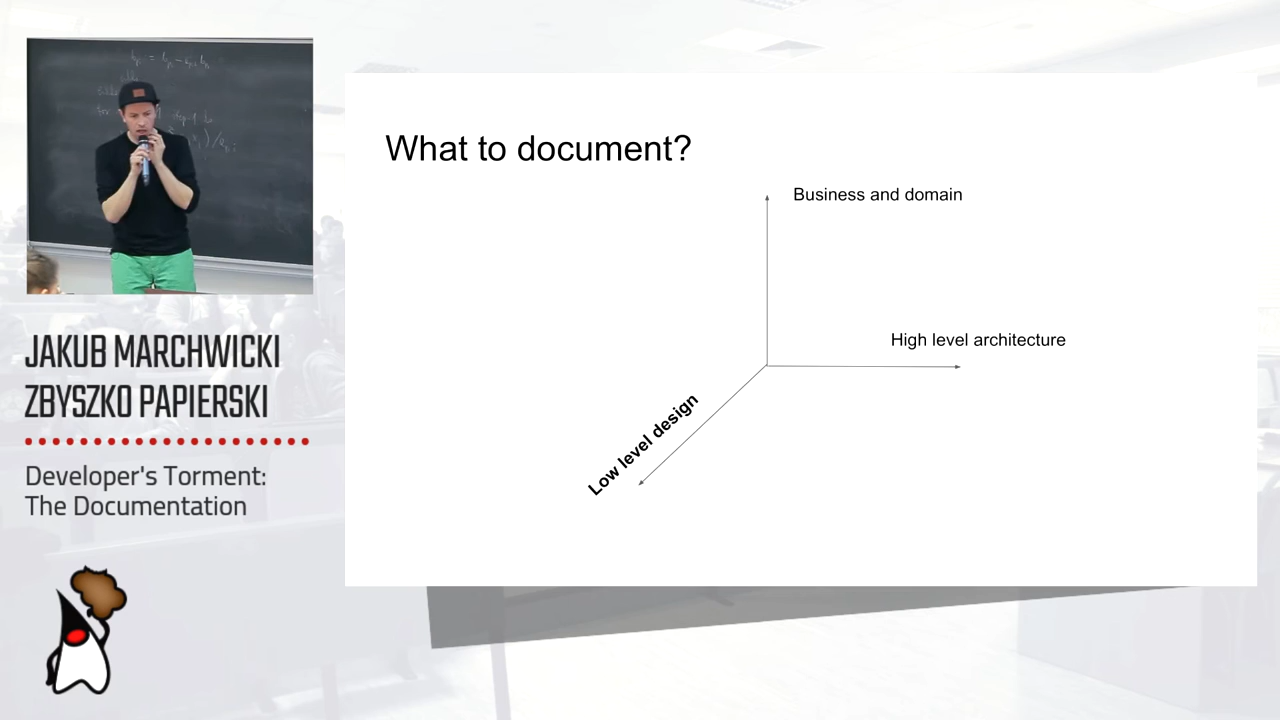 JAKUB MARCHWICKI
ZBYSZKO PAPIERSKI
Developer's Torment:
The Documentation
What to document?
Business and domain
High level architecture
Low level design